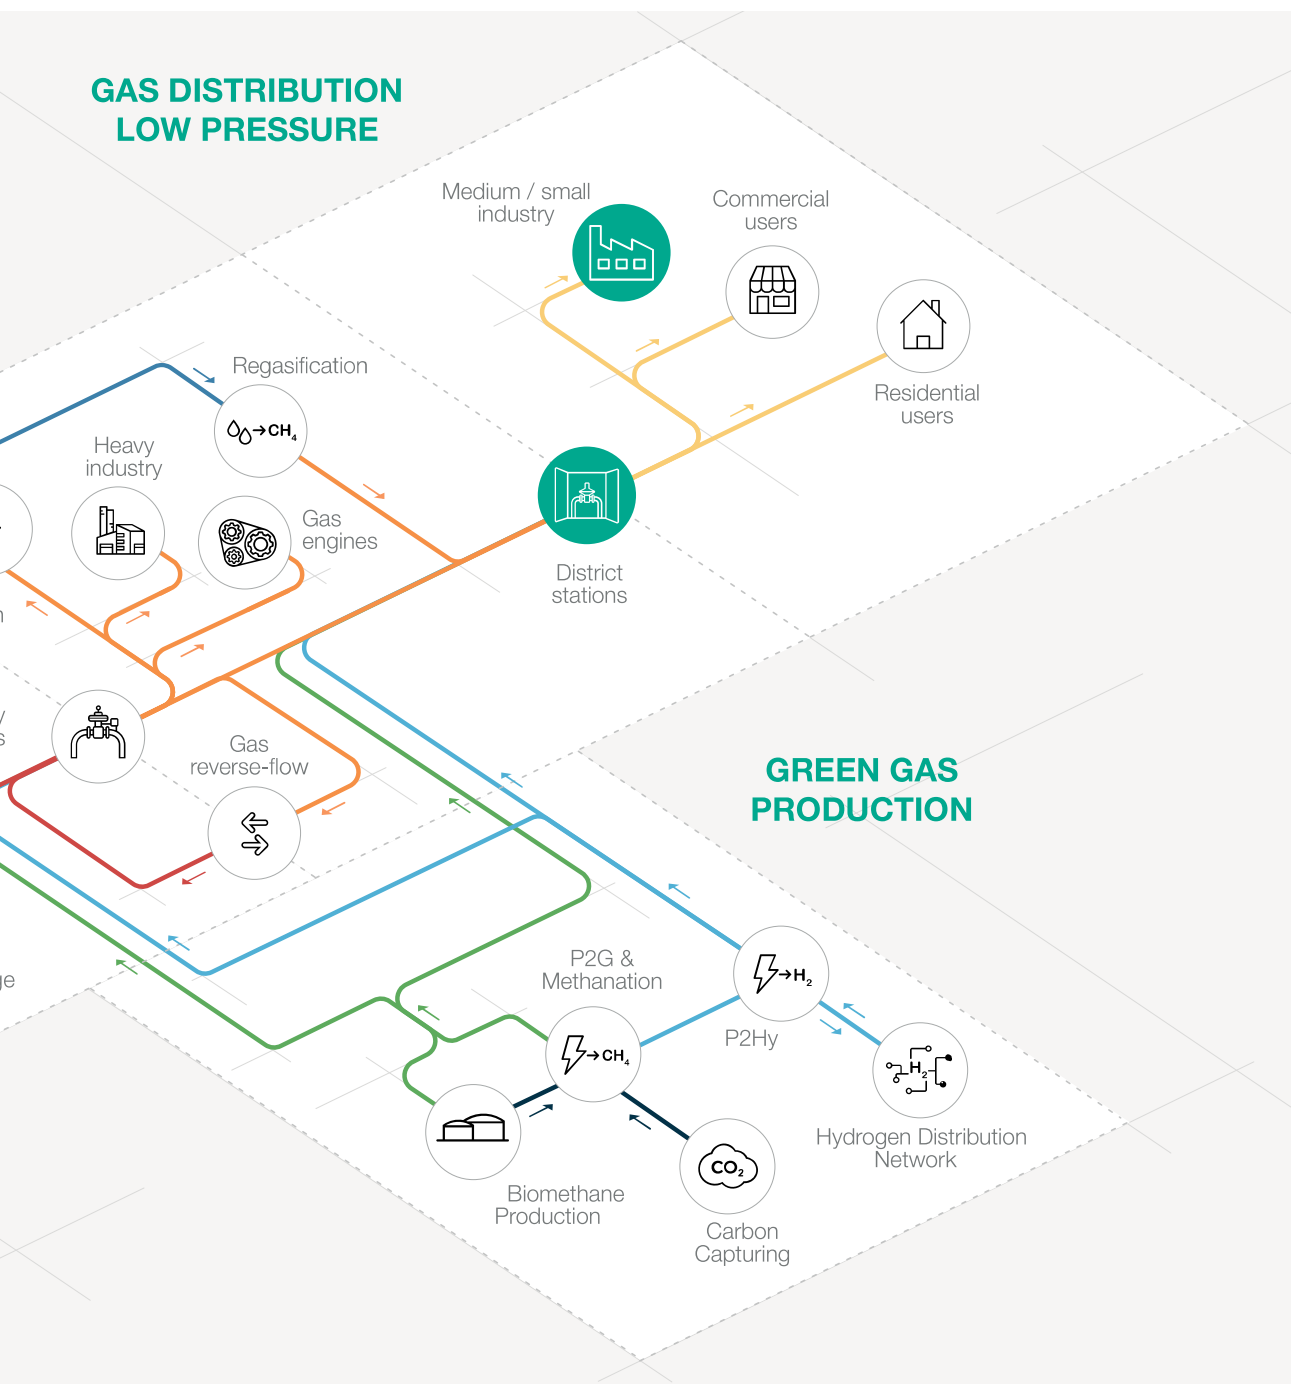 GAS DISTRIBUTION
LOW PRESSURE
Medium / small
industry
Commercial
users
Residential
users
Regasification
CH4
Heavy
industry
Gas
engines
District
stations
Gas
reverse-flow
GREEN GAS
PRODUCTION
P2G &
Methanation
CH4
H2
P2Hy
H2
Hydrogen Distribution
Network
Biomethane
Production
CO2
Carbon
Capturing